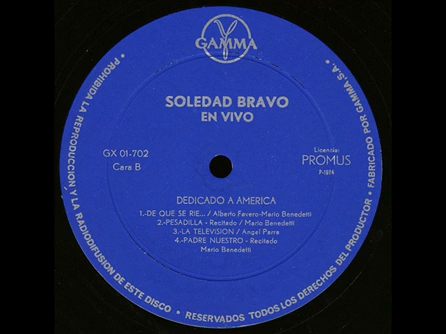 GAMMA
SOLEDAD BRAVO
EN VIVO
GX 01-702
Cara B
Licencia:
PROMUS
P-1974
DEDICADO A AMERICA
1.-DE QUE SE RIE... / Alberto Favero-Mario Benedetti
2.-PESADILLA - Recitado / Mario Benedetti
3.-LA TELEVISION / Angel Parra
4.-PADRE NUESTRO - Recitado
Mario Benedetti
• PROHIBIDA LA REPRODUCCION Y LA RADIODIFUSION DE ESTE DISCO • RESERVADOS TODOS LOS DERECHOS DEL PRODUCTOR • FABRICADO POR GAMMA, S.A. •